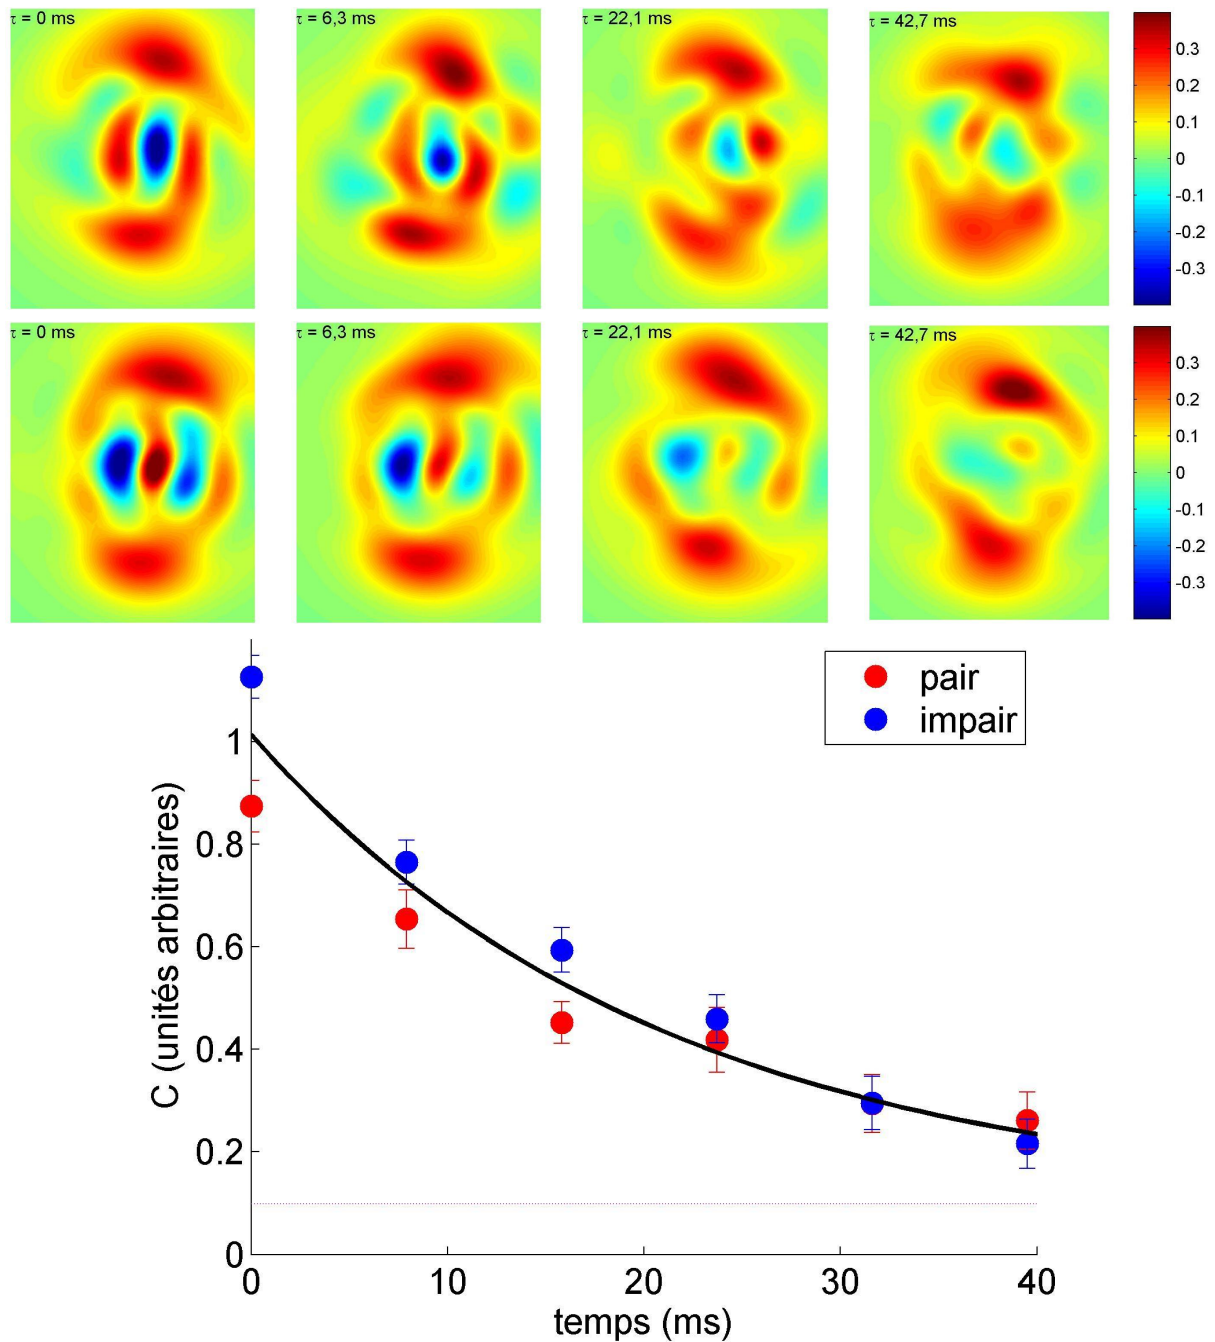 τ = 0 ms
τ = 6,3 ms
τ = 22,1 ms
τ = 42,7 ms
0.3
0.2
0.1
0
-0.1
-0.2
-0.3
τ = 0 ms
τ = 6,3 ms
τ = 22,1 ms
τ = 42,7 ms
0.3
0.2
0.1
0
-0.1
-0.2
-0.3
pair
impair
C (unités arbitraires)
1
0.8
0.6
0.4
0.2
0
0
10
20
30
40
temps (ms)